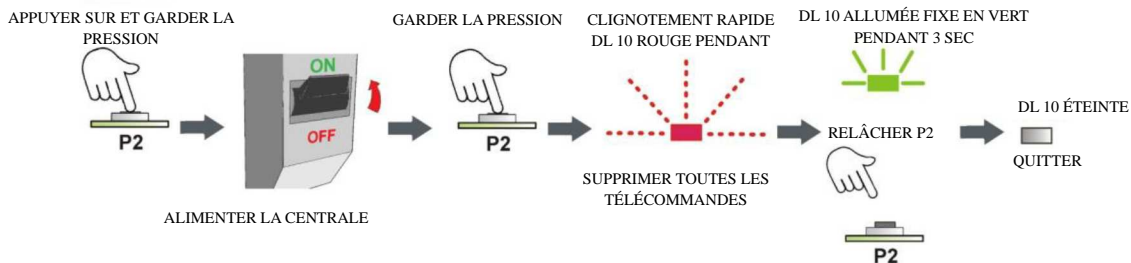 APPUYER SUR ET GARDER LA
PRESSION
P2
ON
OFF
ALIMENTER LA CENTRALE
GARDER LA PRESSION
P2
CLIGNOTEMENT RAPIDE
DL 10 ROUGE PENDANT
SUPPRIMER TOUTES LES
TÉLÉCOMMANDES
DL 10 ALLUMÉE FIXE EN VERT
PENDANT 3 SEC
RELÂCHER P2
P2
DL 10 ÉTEINTE
QUITTER